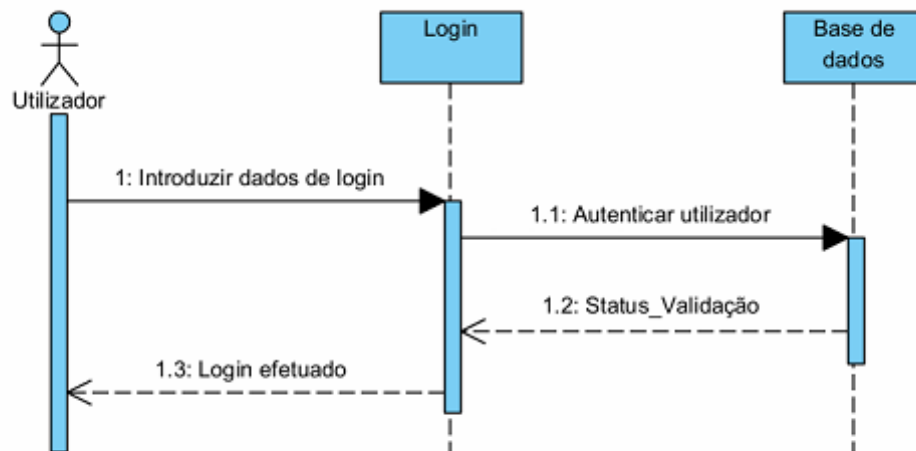 Login
Base de
dados
Utilizador
1: Introduzir dados de login
1.1: Autenticar utilizador
1.2: Status_Validação
1.3: Login efetuado